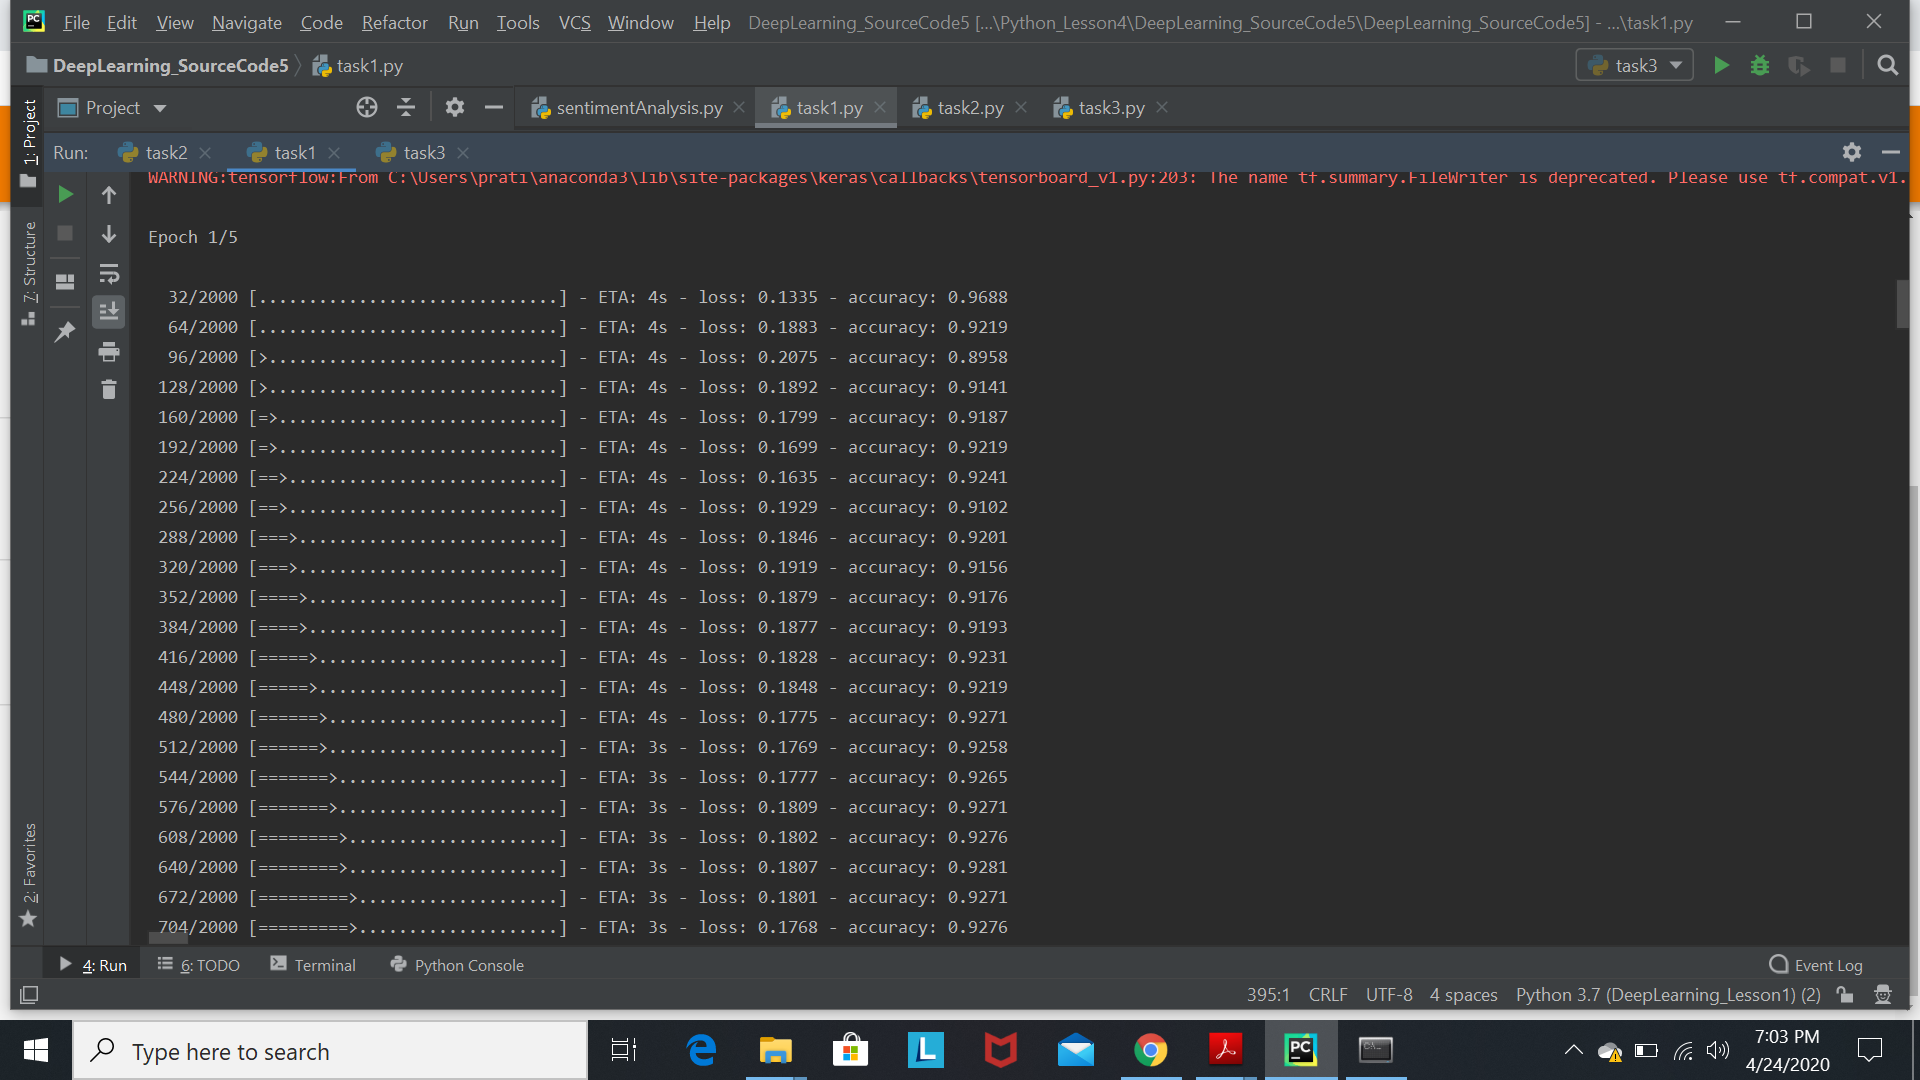 File Edit View Navigate Code Refactor Run Tools VCS Window Help DeepLearning_SourceCode5 [...\Python_Lesson4\DeepLearning_SourceCode5\DeepLearning_SourceCode5] - ...\task1.py
DeepLearning_SourceCode5 task1.py task3
Project sentimentAnalysis.py task1.py task2.py task3.py
1: Project
Run: task2 task1 task3
WARNING:tensorflow:From C:\Users\prati\anaconda3\lib\site-packages\keras\callbacks\tensorboard_v1.py:203: The name tf.summary.FileWriter is deprecated. Please use tf.compat.v1.
7: Structure
Epoch 1/5
32/2000 [..............................] - ETA: 4s - loss: 0.1335 - accuracy: 0.9688
64/2000 [..............................] - ETA: 4s - loss: 0.1883 - accuracy: 0.9219
96/2000 [>.............................] - ETA: 4s - loss: 0.2075 - accuracy: 0.8958
128/2000 [>.............................] - ETA: 4s - loss: 0.1892 - accuracy: 0.9141
160/2000 [=>............................] - ETA: 4s - loss: 0.1799 - accuracy: 0.9187
192/2000 [=>............................] - ETA: 4s - loss: 0.1699 - accuracy: 0.9219
224/2000 [==>...........................] - ETA: 4s - loss: 0.1635 - accuracy: 0.9241
256/2000 [==>...........................] - ETA: 4s - loss: 0.1929 - accuracy: 0.9102
288/2000 [===>..........................] - ETA: 4s - loss: 0.1846 - accuracy: 0.9201
320/2000 [===>..........................] - ETA: 4s - loss: 0.1919 - accuracy: 0.9156
352/2000 [====>.........................] - ETA: 4s - loss: 0.1879 - accuracy: 0.9176
384/2000 [====>.........................] - ETA: 4s - loss: 0.1877 - accuracy: 0.9193
416/2000 [=====>........................] - ETA: 4s - loss: 0.1828 - accuracy: 0.9231
448/2000 [=====>........................] - ETA: 4s - loss: 0.1848 - accuracy: 0.9219
480/2000 [======>.......................] - ETA: 4s - loss: 0.1775 - accuracy: 0.9271
512/2000 [======>.......................] - ETA: 3s - loss: 0.1769 - accuracy: 0.9258
544/2000 [=======>......................] - ETA: 3s - loss: 0.1777 - accuracy: 0.9265
576/2000 [=======>......................] - ETA: 3s - loss: 0.1809 - accuracy: 0.9271
608/2000 [========>.....................] - ETA: 3s - loss: 0.1802 - accuracy: 0.9276
640/2000 [========>.....................] - ETA: 3s - loss: 0.1807 - accuracy: 0.9281
672/2000 [=========>....................] - ETA: 3s - loss: 0.1801 - accuracy: 0.9271
704/2000 [=========>....................] - ETA: 3s - loss: 0.1768 - accuracy: 0.9276
2: Favorites
4: Run 6: TODO Terminal Python Console Event Log
395:1 CRLF UTF-8 4 spaces Python 3.7 (DeepLearning_Lesson1) (2)
Type here to search
7:03 PM
4/24/2020